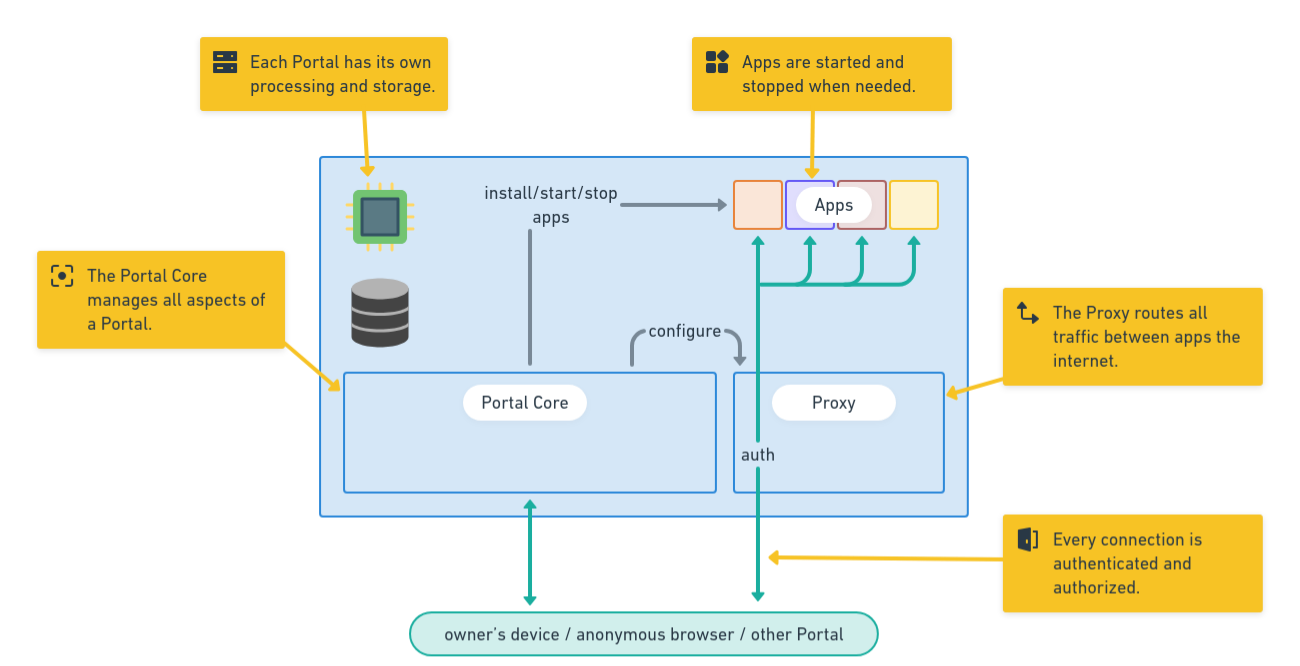 Each Portal has its own
processing and storage.
Apps are started and
stopped when needed.
install/start/stop
apps
Apps
The Portal Core
manages all aspects of
a Portal.
configure
The Proxy routes all
traffic between apps the
internet.
Portal Core
Proxy
auth
Every connection is
authenticated and
authorized.
owner's device / anonymous browser / other Portal